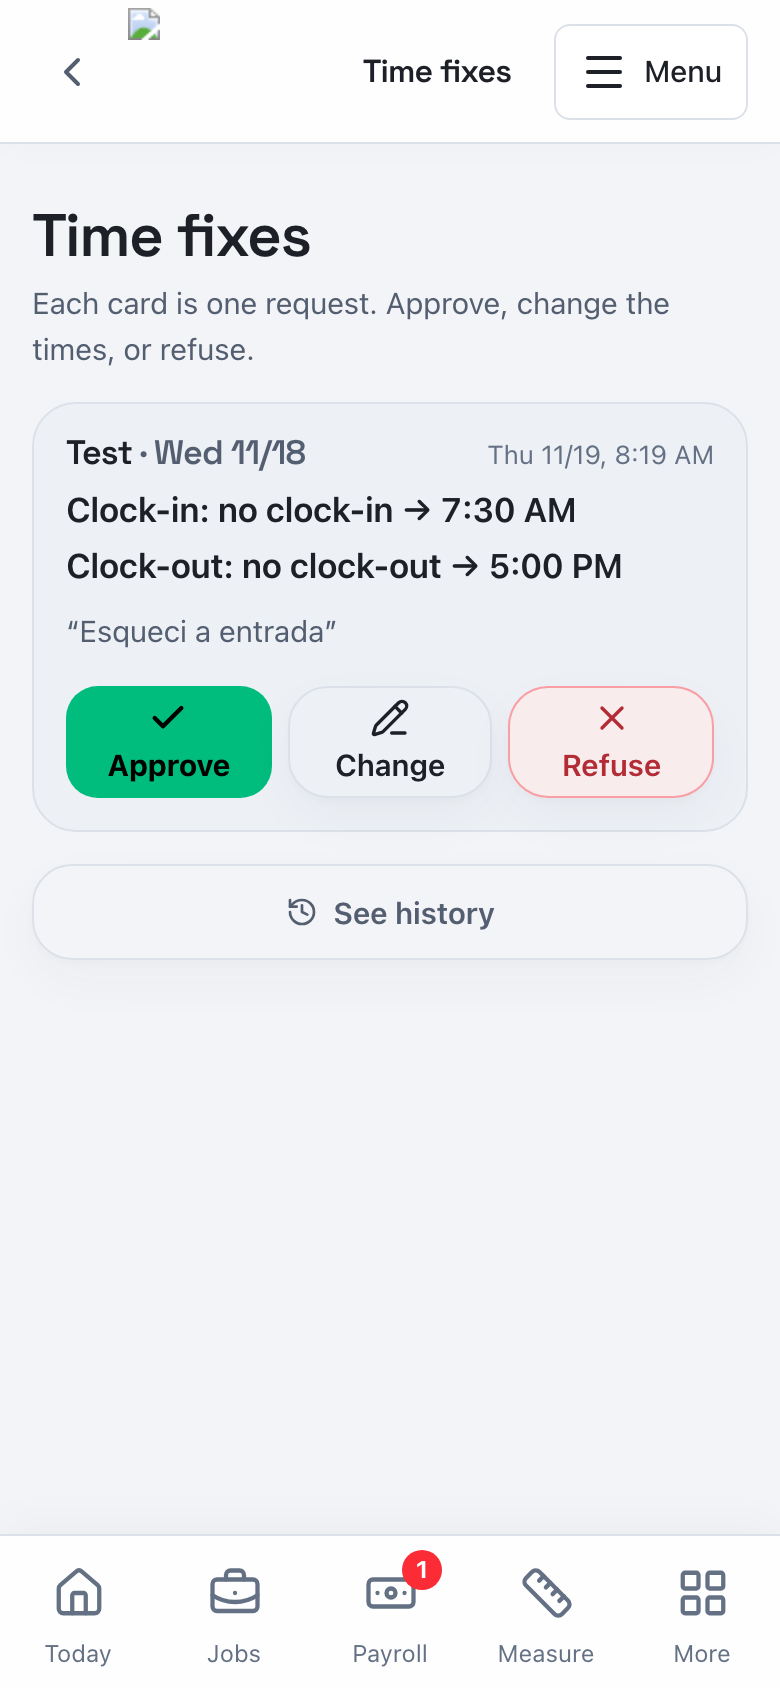 Time fixes
Menu
Time fixes
Each card is one request. Approve, change the
times, or refuse.
Test · Wed 11/18
Thu 11/19, 8:19 AM
Clock-in: no clock-in → 7:30 AM
Clock-out: no clock-out → 5:00 PM
“Esqueci a entrada”
Approve
Change
Refuse
See history
1
Today
Jobs
Payroll
Measure
More